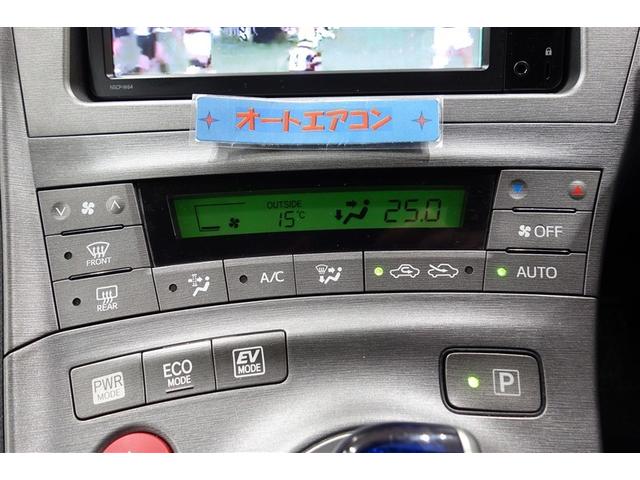 NSCP-W64
オートエアコン
OUTSIDE
15℃
25.0
OFF
FRONT
A/C
AUTO
REAR
PWR
MODE
ECO
MODE
EV
MODE
P